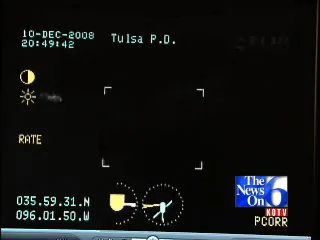 10-DEC-2008
20:49:42
Tulsa P.D.
RATE
035.59.31.N
096.01.50.W
The
News
On 6
KOTV
PCORR